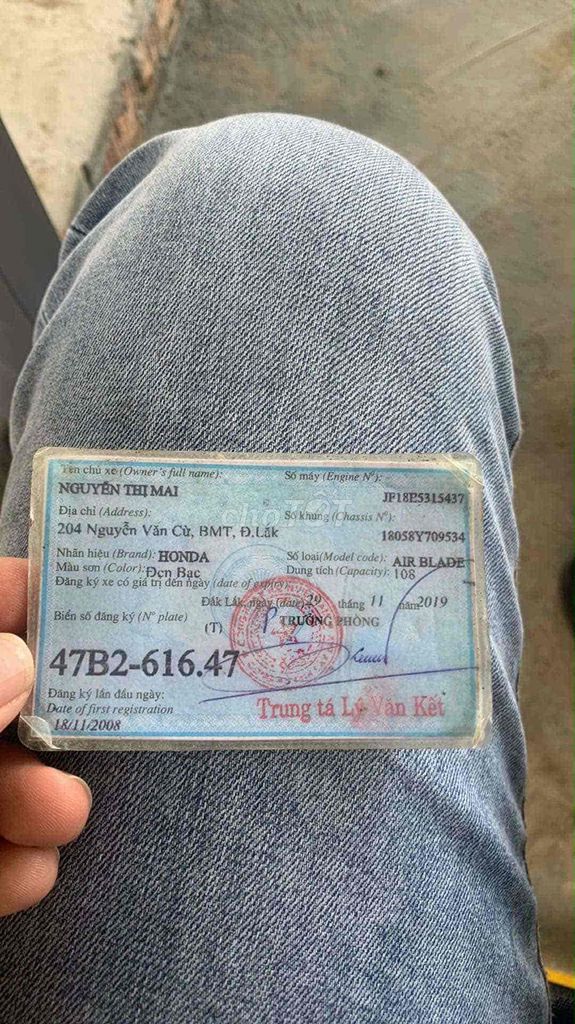 Tên chủ xe (Owner's full name):
NGUYỄN THỊ MAI
Địa chỉ (Address):
204 Nguyễn Văn Cừ, BMT, Đ.Lắk
Số máy (Engine Nº):
JF18E5315437
Số khung (Chassis Nº):
18058Y709534
Nhãn hiệu (Brand): HONDA
Số loại (Model code): AIR BLADE
Màu sơn (Color): Đen Bạc
Dung tích (Capacity): 108
Đăng ký xe có giá trị đến ngày (date of expiry)
Đắk Lắk, ngày (date) 29 tháng 11 năm 2019
Biển số đăng ký (Nº plate)
(T)
TRƯỞNG PHÒNG
47B2-616.47
Đăng ký lần đầu ngày:
Date of first registration
18/11/2008
Trung tá Lý Văn Kết
chợTỐT